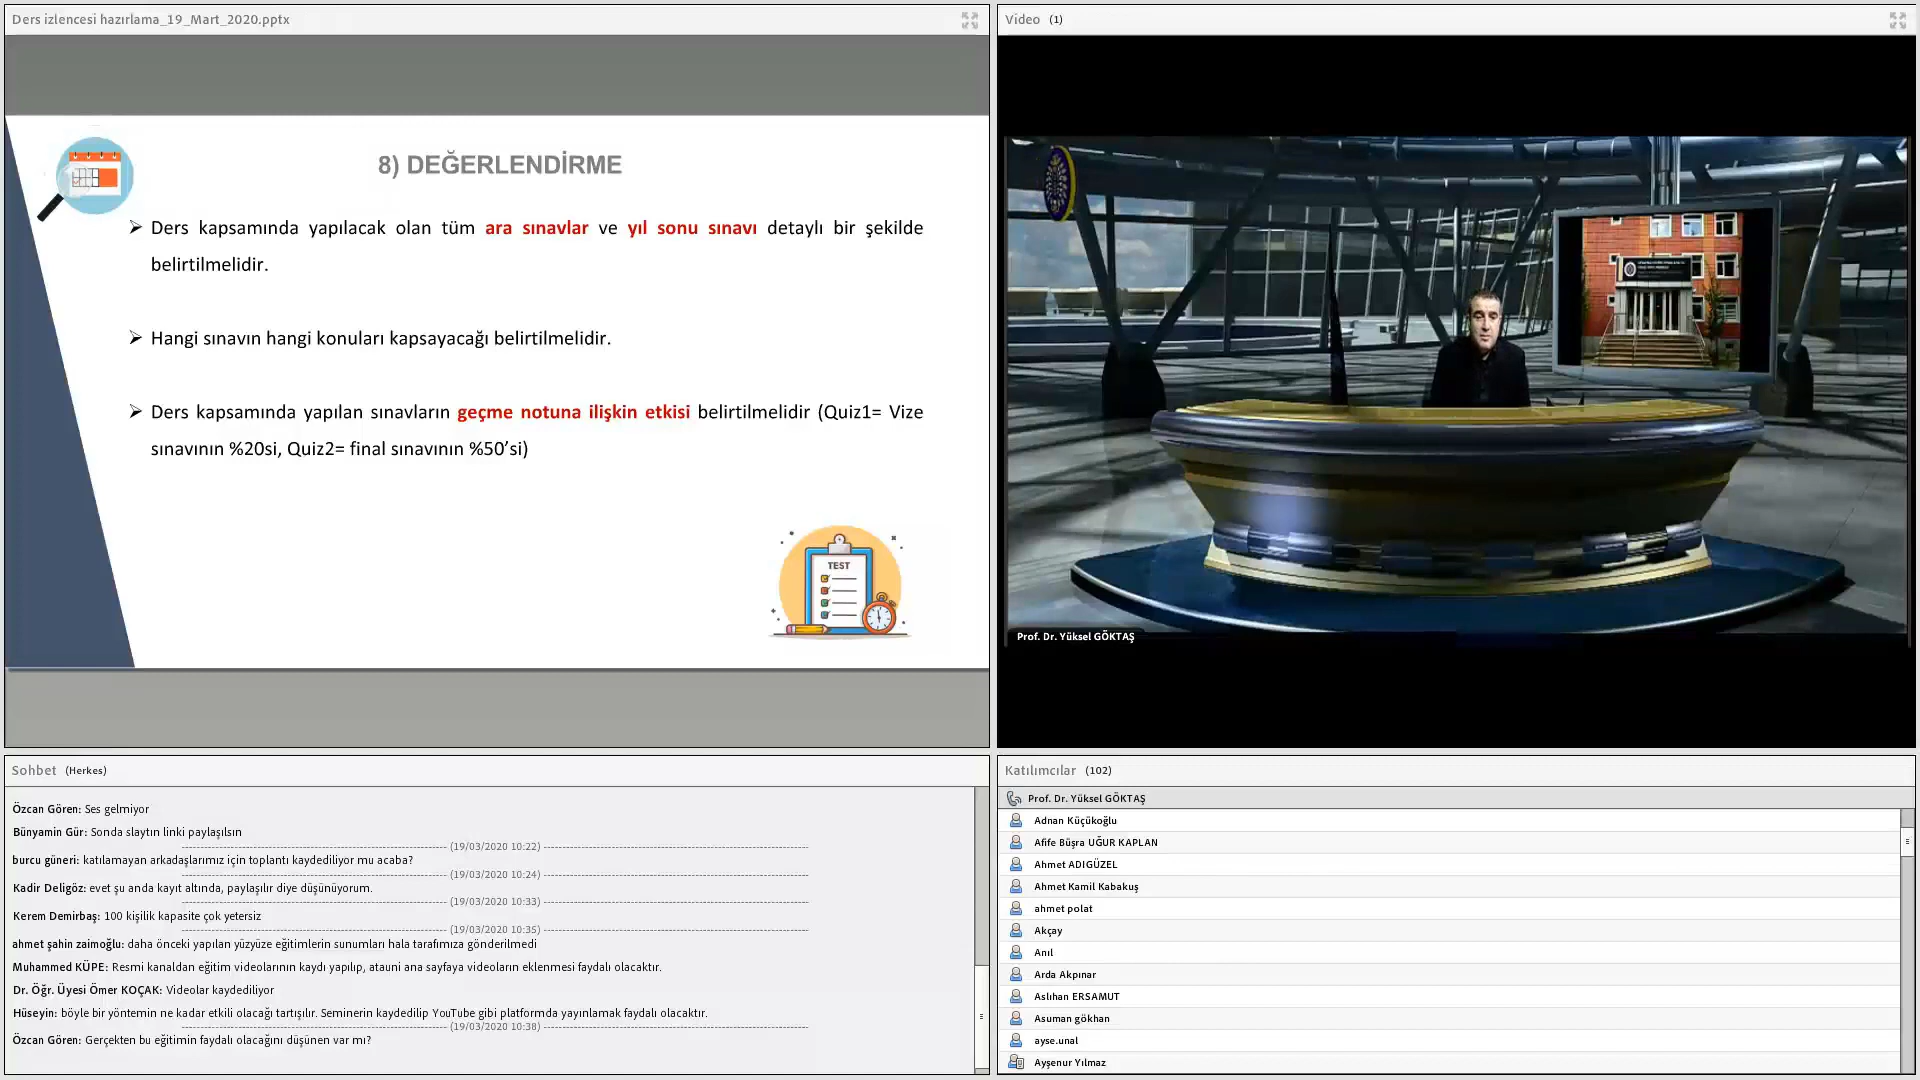 Ders izlencesi hazırlama_19_Mart_2020.pptx
8) DEĞERLENDİRME
Ders kapsamında yapılacak olan tüm ara sınavlar ve yıl sonu sınavı detaylı bir şekilde
belirtilmelidir.
Hangi sınavın hangi konuları kapsayacağı belirtilmelidir.
Ders kapsamında yapılan sınavların geçme notuna ilişkin etkisi belirtilmelidir (Quiz1= Vize
sınavının %20si, Quiz2= final sınavının %50’si)
TEST
Video (1)
Prof. Dr. Yüksel GÖKTAŞ
Sohbet (Herkes)
Özcan Gören: Ses gelmiyor
Bünyamin Gür: Sonda slaytın linki paylaşılsın
(19/03/2020 10:22)
burcu güneri: katılamayan arkadaşlarımız için toplantı kaydediliyor mu acaba?
(19/03/2020 10:24)
Kadir Deligöz: evet şu anda kayıt altında, paylaşılır diye düşünüyorum.
(19/03/2020 10:33)
Kerem Demirbaş: 100 kişilik kapasite çok yetersiz
(19/03/2020 10:35)
ahmet şahin zaimoğlu: daha önceki yapılan yüzyüze eğitimlerin sunumları hala tarafımıza gönderilmedi
Muhammed KÜPE: Resmi kanaldan eğitim videolarının kaydı yapılıp, atauni ana sayfaya videoların eklenmesi faydalı olacaktır.
Dr. Öğr. Üyesi Ömer KOÇAK: Videolar kaydediliyor
Hüseyin: böyle bir yöntemin ne kadar etkili olacağı tartışılır. Seminerin kaydedilip YouTube gibi platformda yayınlamak faydalı olacaktır.
(19/03/2020 10:38)
Özcan Gören: Gerçekten bu eğitimin faydalı olacağını düşünen var mı?
Katılımcılar (102)
Prof. Dr. Yüksel GÖKTAŞ
Adnan Küçükoğlu
Afife Büşra UĞUR KAPLAN
Ahmet ADIGÜZEL
Ahmet Kamil Kabakuş
ahmet polat
Akçay
Anıl
Arda Akpınar
Aslıhan ERSAMUT
Asuman gökhan
ayse.unal
Ayşenur Yılmaz